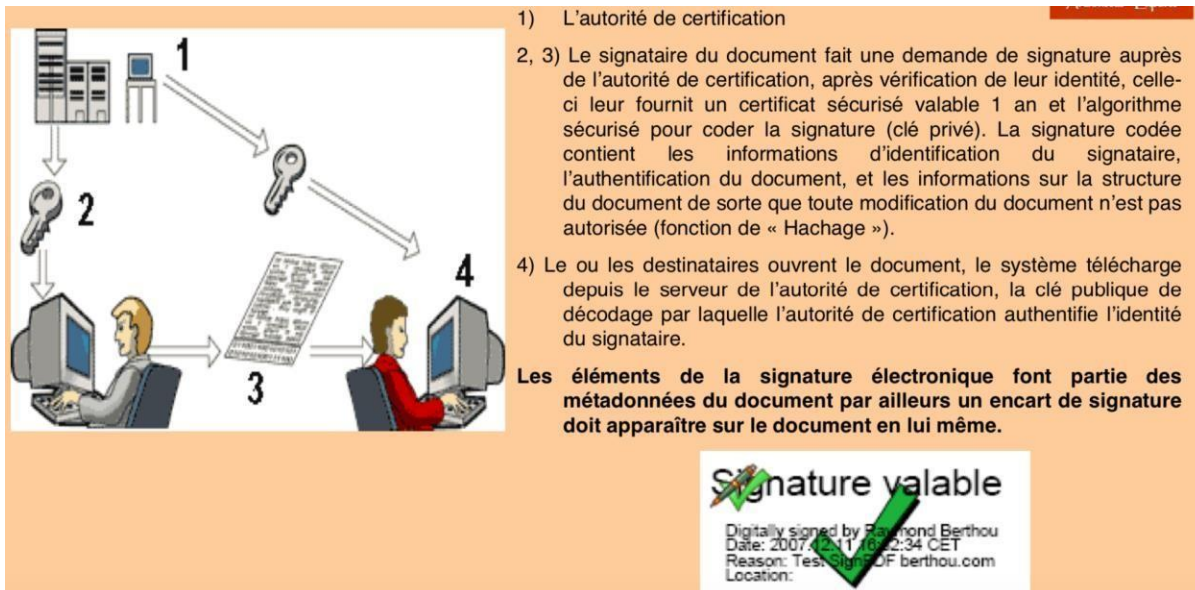 1
2
3
4
1) L'autorité de certification
2, 3) Le signataire du document fait une demande de signature auprès
de l'autorité de certification, après vérification de leur identité, celle-
ci leur fournit un certificat sécurisé valable 1 an et l'algorithme
sécurisé pour coder la signature (clé privé). La signature codée
contient les informations d'identification du signataire,
l'authentification du document, et les informations sur la structure
du document de sorte que toute modification du document n'est pas
autorisée (fonction de « Hachage »).
4) Le ou les destinataires ouvrent le document, le système télécharge
depuis le serveur de l'autorité de certification, la clé publique de
décodage par laquelle l'autorité de certification authentifie l'identité
du signataire.
Les éléments de la signature électronique font partie des
métadonnées du document par ailleurs un encart de signature
doit apparaître sur le document en lui même.
Signature valable
Digitally signed by Raymond Berthou
Date: 2007.12.11 16: 2:34 CET
Reason: Test SignPDF berthou.com
Location: